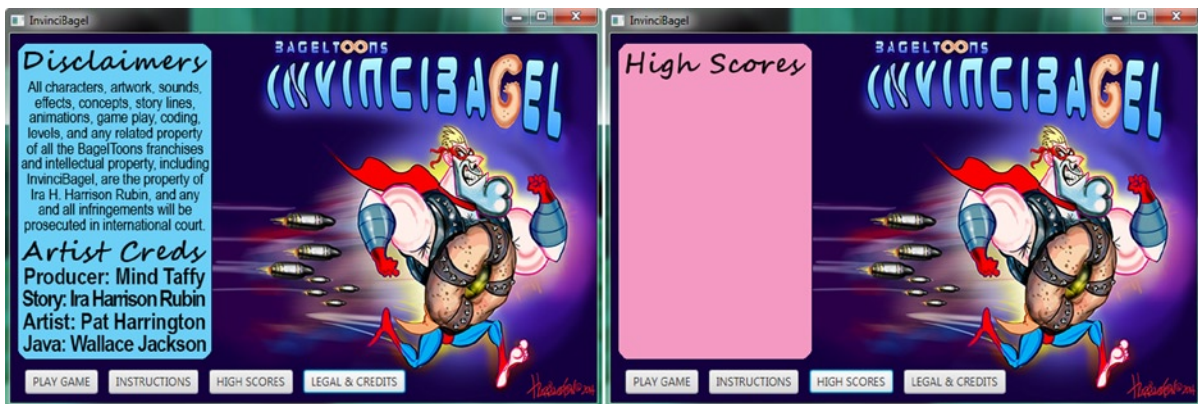 InvinciBagel
Disclaimers
All characters, artwork, sounds,
effects, concepts, story lines,
animations, game play, coding,
levels, and any related property
of all the BagelToons franchises
and intellectual property, including
InvinciBagel, are the property of
Ira H. Harrison Rubin, and any
and all infringements will be
prosecuted in international court.
Artist Creds
Producer: Mind Taffy
Story: Ira Harrison Rubin
Artist: Pat Harrington
Java: Wallace Jackson
BAGELTOONS
INVINCIBAGEL
PLAY GAME INSTRUCTIONS HIGH SCORES LEGAL & CREDITS
InvinciBagel
High Scores
BAGELTOONS
INVINCIBAGEL
PLAY GAME INSTRUCTIONS HIGH SCORES LEGAL & CREDITS